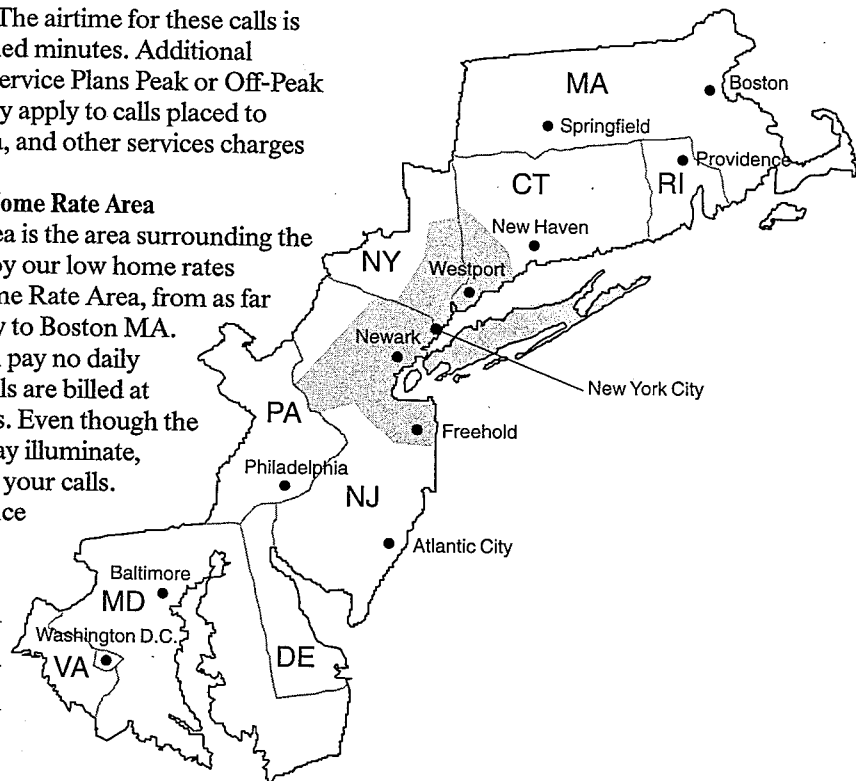 The airtime for these calls is
minutes. Additional
ervice Plans Peak or Off-Peak
y apply to calls placed to
, and other services charges
ome Rate Area
ea is the area surrounding the
by our low home rates
me Rate Area, from as far
y to Boston MA.
pay no daily
ls are billed at
s. Even though the
ay illuminate,
your calls.
ce
MA
Boston
Springfield
Providence
CT
RI
New Haven
NY
Westport
Newark
New York City
PA
Freehold
Philadelphia
NJ
Atlantic City
Baltimore
MD
Washington D.C.
VA
DE